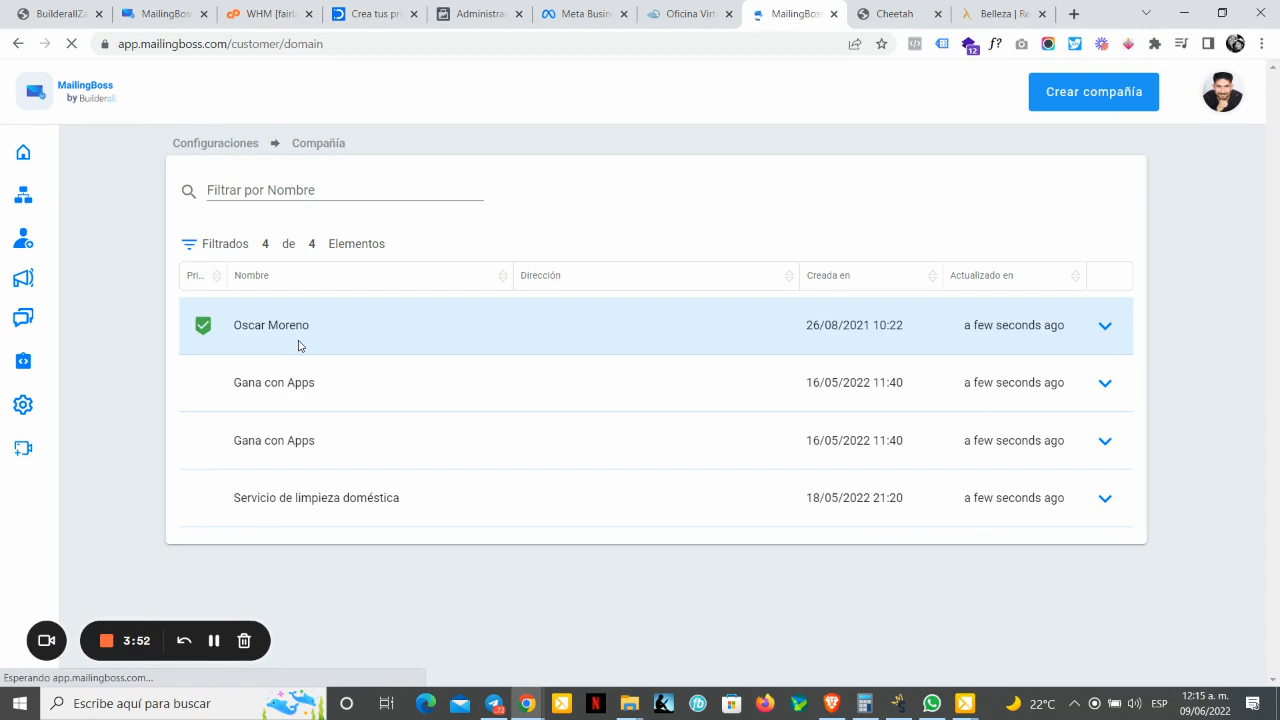 BuilderallZa
MailingBoss
WHM [fairla
Crea tus pr
Administrac
Meta Busin
Oficina Virt
MailingBoss
Cheetah
Belleza | Re
app.mailingboss.com/customer/domain
12
MailingBoss
by Builderall
Crear compañía
Configuraciones Compañía
Filtrar por Nombre
Filtrados 4 de 4 Elementos
Pri... Nombre Dirección Creada en Actualizado en
Oscar Moreno 26/08/2021 10:22 a few seconds ago
Gana con Apps 16/05/2022 11:40 a few seconds ago
Gana con Apps 16/05/2022 11:40 a few seconds ago
Servicio de limpieza doméstica 18/05/2022 21:20 a few seconds ago
3:52
Esperando app.mailingboss.com...
Escribe aquí para buscar
22°C
ESP
12:15 a. m.
09/06/2022